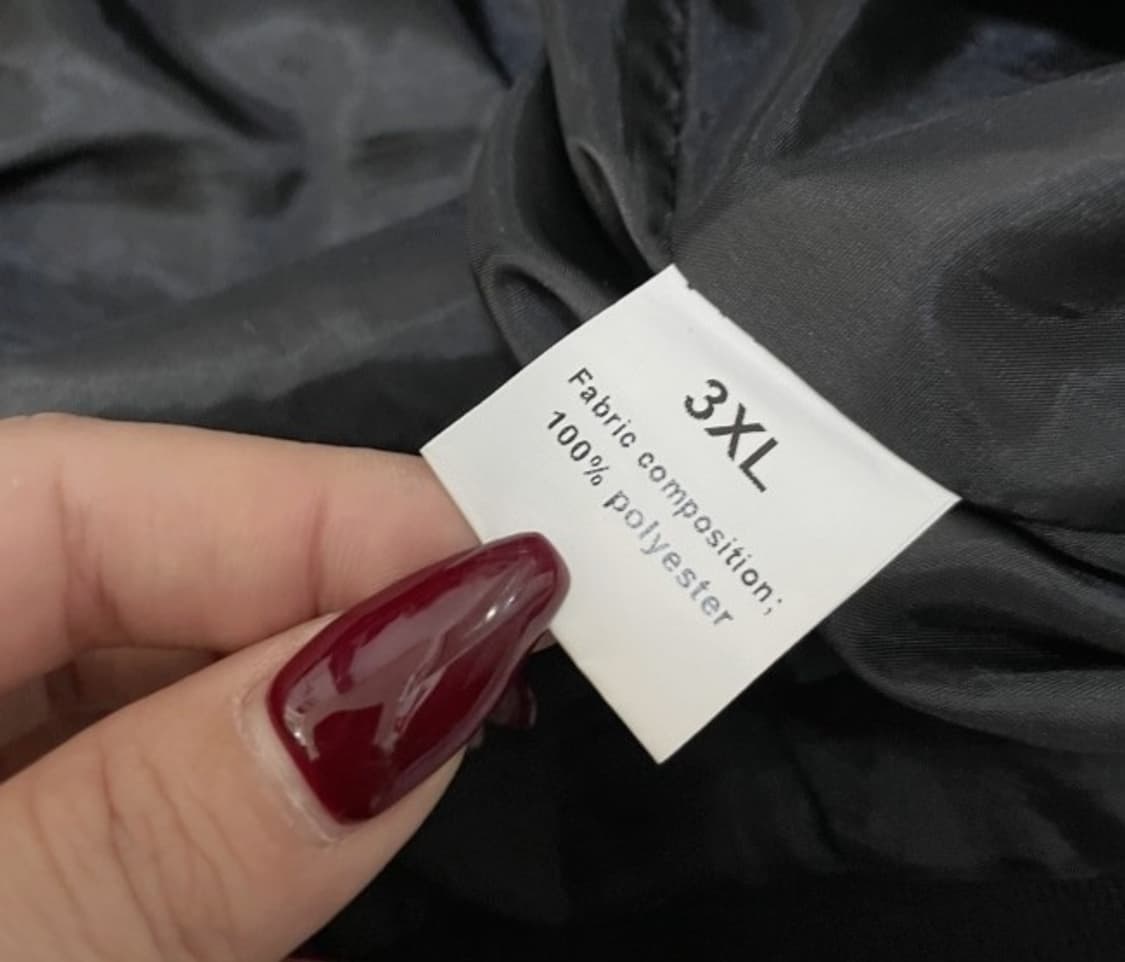 3XL
Fabric composition;
100% polyester